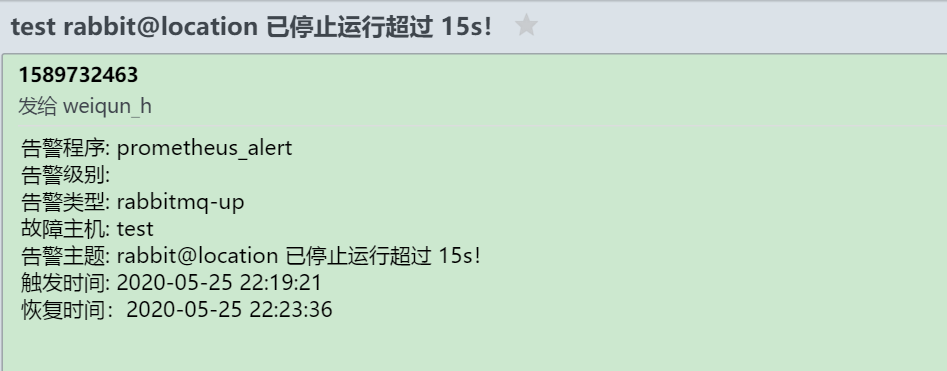 test rabbit@location 已停止运行超过 15s!
1589732463
发给 weiqun_h
告警程序: prometheus_alert
告警级别:
告警类型: rabbitmq-up
故障主机: test
告警主题: rabbit@location 已停止运行超过 15s!
触发时间: 2020-05-25 22:19:21
恢复时间：2020-05-25 22:23:36